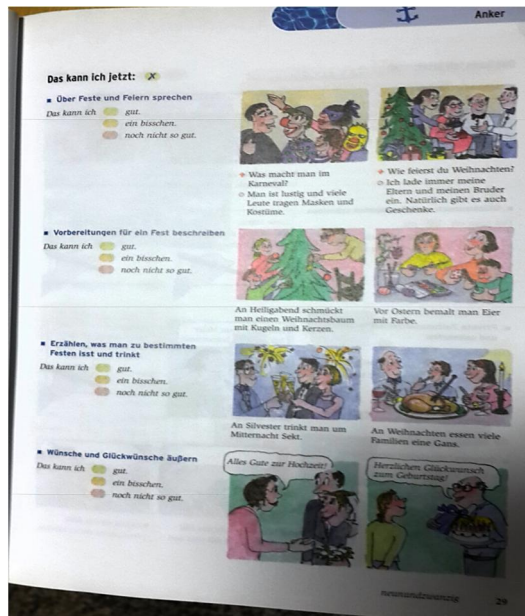 Anker
Das kann ich jetzt: x
Über Feste und Feiern sprechen
Das kann ich gut.
ein bisschen.
noch nicht so gut.
Was macht man im
Karneval?
Man ist lustig und viele
Leute tragen Masken und
Kostüme.
Wie feierst du Weihnachten?
Ich lade immer meine
Eltern und meinen Bruder
ein. Natürlich gibt es auch
Geschenke.
Vorbereitungen für ein Fest beschreiben
Das kann ich gut.
ein bisschen.
noch nicht so gut.
An Heiligabend schmückt
man einen Weihnachtsbaum
mit Kugeln und Kerzen.
Vor Ostern bemalt man Eier
mit Farbe.
Erzählen, was man zu bestimmten
Festen isst und trinkt
Das kann ich gut.
ein bisschen.
noch nicht so gut.
An Silvester trinkt man um
Mitternacht Sekt.
An Weihnachten essen viele
Familien eine Gans.
Wünsche und Glückwünsche äußern
Das kann ich gut.
ein bisschen.
noch nicht so gut.
Alles Gute zur Hochzeit!
Herzlichen Glückwunsch
zum Geburtstag!
neunundzwanzig 29